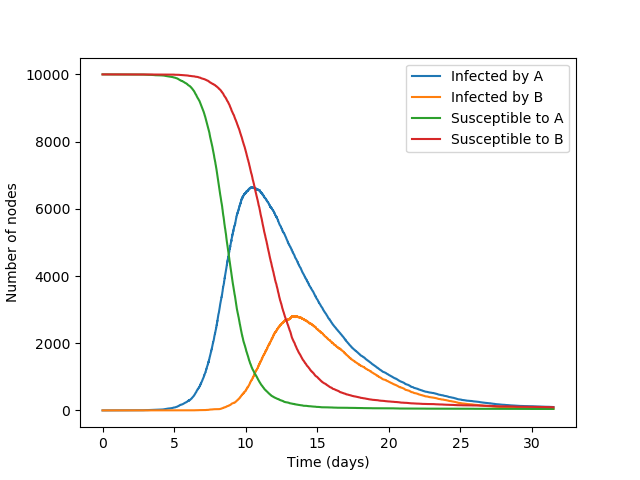 Infected by A
Infected by B
Susceptible to A
Susceptible to B
Number of nodes
10000
8000
6000
4000
2000
0
0 5 10 15 20 25 30
Time (days)